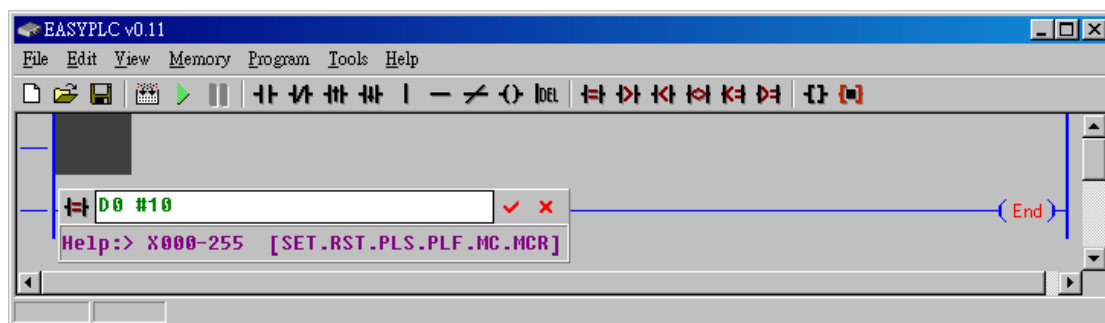 EASYPLC v0.11
File Edit View Memory Program Tools Help
DEL
D0 #10
End
Help:> X000-255 [SET.RST.PLS.PLF.MC.MCR]